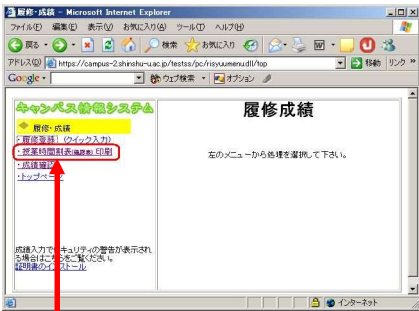 履修成績 - Microsoft Internet Explorer
ファイル(F) 編集(E) 表示(V) お気に入り(A) ツール(T) ヘルプ(H)
戻る 検索 お気に入り
アドレス(D) https://campus-2.shinshu-u.ac.jp/testss/pc/risyuumenu.dll/top 移動 リンク »
Google ウェブ検索 オプション
キャンパス情報システム
履修・成績
・履修登録 (クイック入力)
・授業時間割表(確認表) 印刷
・成績確認
・トップページ
成績入力でセキュリティの警告が表示され
る場合はこちらをご覧ください。
証明書のインストール
履修成績
左のメニューから処理を選択して下さい。
インターネット